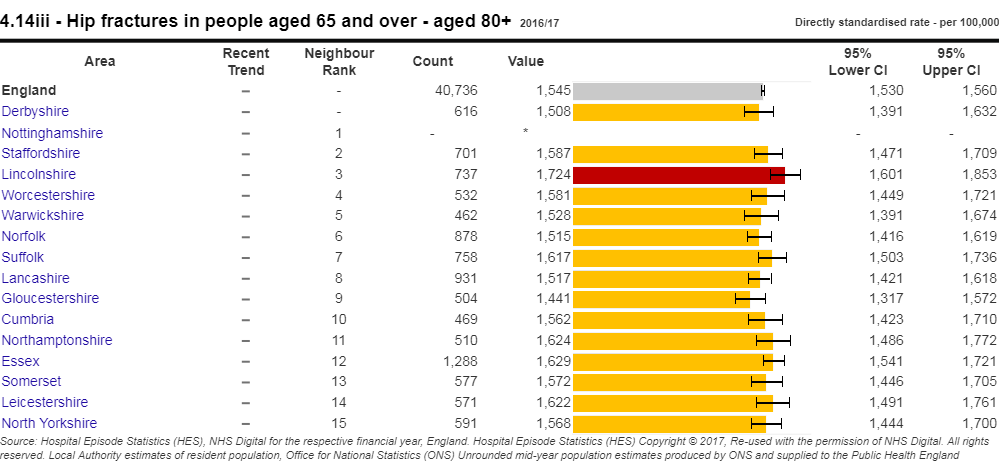 4.14iii - Hip fractures in people aged 65 and over - aged 80+ 2016/17 Directly standardised rate - per 100,000
Area Recent Trend Neighbour Rank Count Value 95% Lower CI 95% Upper CI
England – - 40,736 1,545 1,530 1,560
Derbyshire – - 616 1,508 1,391 1,632
Nottinghamshire – 1 - * - -
Staffordshire – 2 701 1,587 1,471 1,709
Lincolnshire – 3 737 1,724 1,601 1,853
Worcestershire – 4 532 1,581 1,449 1,721
Warwickshire – 5 462 1,528 1,391 1,674
Norfolk – 6 878 1,515 1,416 1,619
Suffolk – 7 758 1,617 1,503 1,736
Lancashire – 8 931 1,517 1,421 1,618
Gloucestershire – 9 504 1,441 1,317 1,572
Cumbria – 10 469 1,562 1,423 1,710
Northamptonshire – 11 510 1,624 1,486 1,772
Essex – 12 1,288 1,629 1,541 1,721
Somerset – 13 577 1,572 1,446 1,705
Leicestershire – 14 571 1,622 1,491 1,761
North Yorkshire – 15 591 1,568 1,444 1,700
Source: Hospital Episode Statistics (HES), NHS Digital for the respective financial year, England. Hospital Episode Statistics (HES) Copyright © 2017, Re-used with the permission of NHS Digital. All rights
reserved. Local Authority estimates of resident population, Office for National Statistics (ONS) Unrounded mid-year population estimates produced by ONS and supplied to the Public Health England